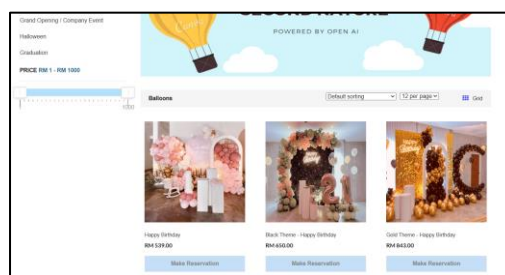 Grand Opening / Company Event
Halloween
Graduation
PRICE RM 1 - RM 1000
SECOND NATURE
POWERED BY OPEN AI
Balloons
Default sorting
12 per page
Grid
Happy Birthday
RM 539.00
Make Reservation
Black Theme - Happy Birthday
RM 650.00
Make Reservation
Gold Theme - Happy Birthday
RM 843.00
Make Reservation